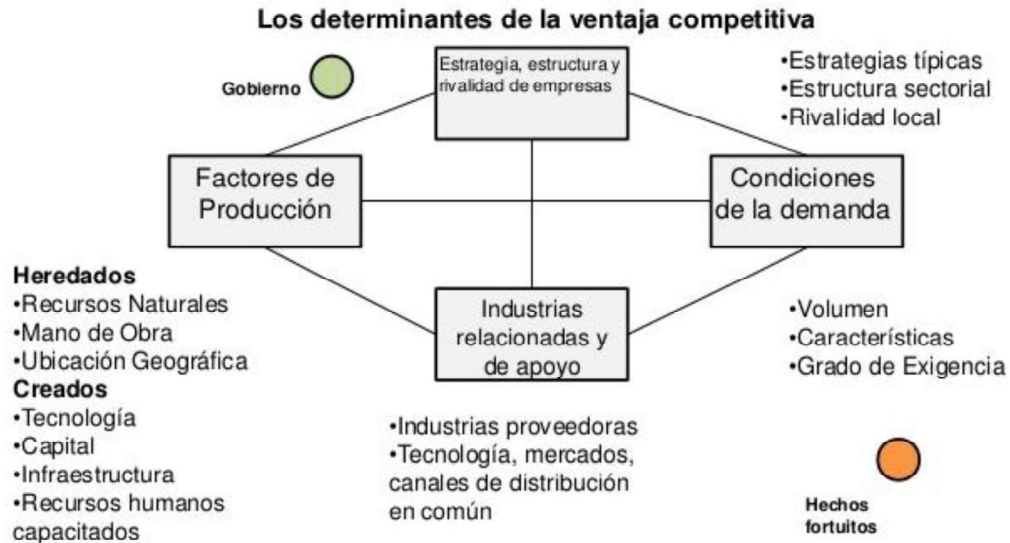 Los determinantes de la ventaja competitiva
Gobierno
Estrategia, estructura y
rivalidad de empresas
•Estrategias típicas
•Estructura sectorial
•Rivalidad local
Factores de
Producción
Condiciones
de la demanda
Heredados
•Recursos Naturales
•Mano de Obra
•Ubicación Geográfica
Creados
•Tecnología
•Capital
•Infraestructura
•Recursos humanos
capacitados
Industrias
relacionadas y
de apoyo
•Industrias proveedoras
•Tecnología, mercados,
canales de distribución
en común
•Volumen
•Características
•Grado de Exigencia
Hechos
fortuitos